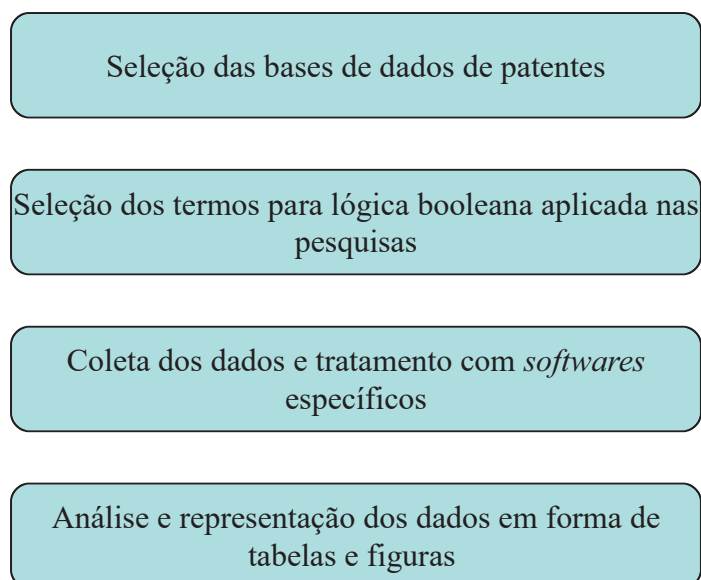 Seleção das bases de dados de patentes
Seleção dos termos para lógica booleana aplicada nas
pesquisas
Coleta dos dados e tratamento com softwares
específicos
Análise e representação dos dados em forma de
tabelas e figuras